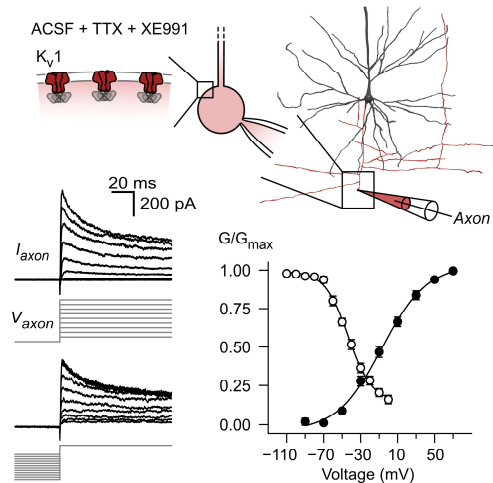 ACSF + TTX + XE991
Kv1
Axon
20 ms
200 pA
Iaxon
Vaxon
G/Gmax
1.00
0.75
0.50
0.25
0.00
−110 −70 −30 10 50
Voltage (mV)